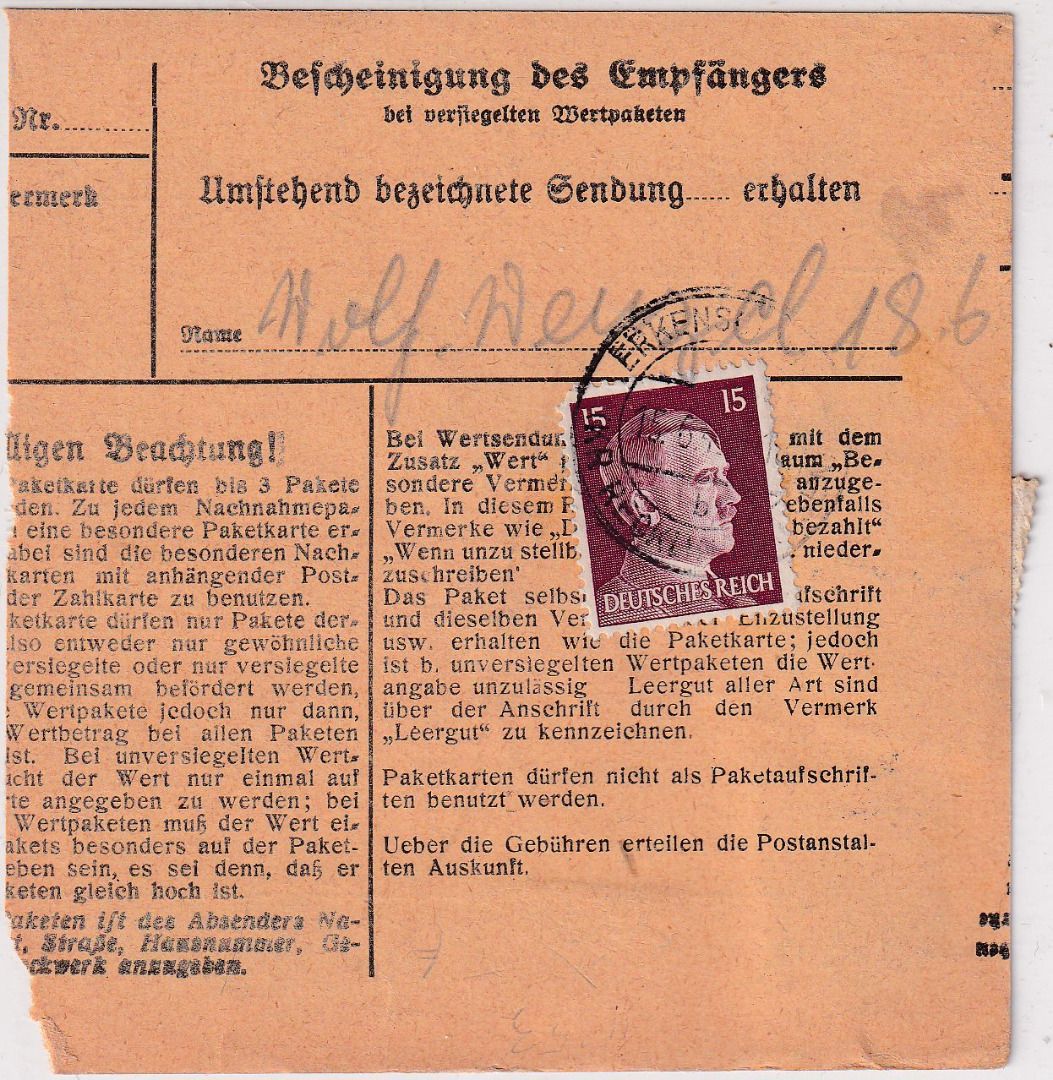 Bescheinigung des Empfängers
bei versiegelten Wertpaketen
Nr.
ermerk
Umstehend bezeichnete Sendung erhalten
Name Wolf. 18.6
ERKENS
15 15
DEUTSCHES REICH
lligen Beachtung!
Paketkarte dürfen bis 3 Pakete
den. Zu jedem Nachnahmepa-
eine besondere Paketkarte er-
abei sind die besonderen Nach-
karten mit anhängender Post-
der Zahlkarte zu benutzen.
ketkarte dürfen nur Pakete der-
also entweder nur gewöhnliche
versiegelte oder nur versiegelte
gemeinsam befördert werden,
Wertpakete jedoch nur dann,
Wertbetrag bei allen Paketen
ist. Bei unversiegelten Wert-
ucht der Wert nur einmal auf
rte angegeben zu werden; bei
Wertpaketen muß der Wert ei-
akets besonders auf der Paket-
eben sein, es sei denn, daß er
keten gleich hoch ist.
Paketen ist des Absenders Na-
t, Straße, Hausnummer, Ge-
ckwerk anzugeben.
Bei Wertsendun mit dem
Zusatz „Wert“ aum „Be-
sondere Vermer anzuge-
ben. In diesem ebenfalls
Vermerke wie „D bezahlt“
„Wenn unzustellb nieder-
zuschreiben'
Das Paket selbs ufschrift
und dieselben Ver Eilzustellung
usw. erhalten wie die Paketkarte; jedoch
ist b. unversiegelten Wertpaketen die Wert-
angabe unzulässig Leergut aller Art sind
über der Anschrift durch den Vermerk
„Leergut“ zu kennzeichnen.
Paketkarten dürfen nicht als Paketaufschrif-
ten benutzt werden.
Ueber die Gebühren erteilen die Postanstal-
ten Auskunft.